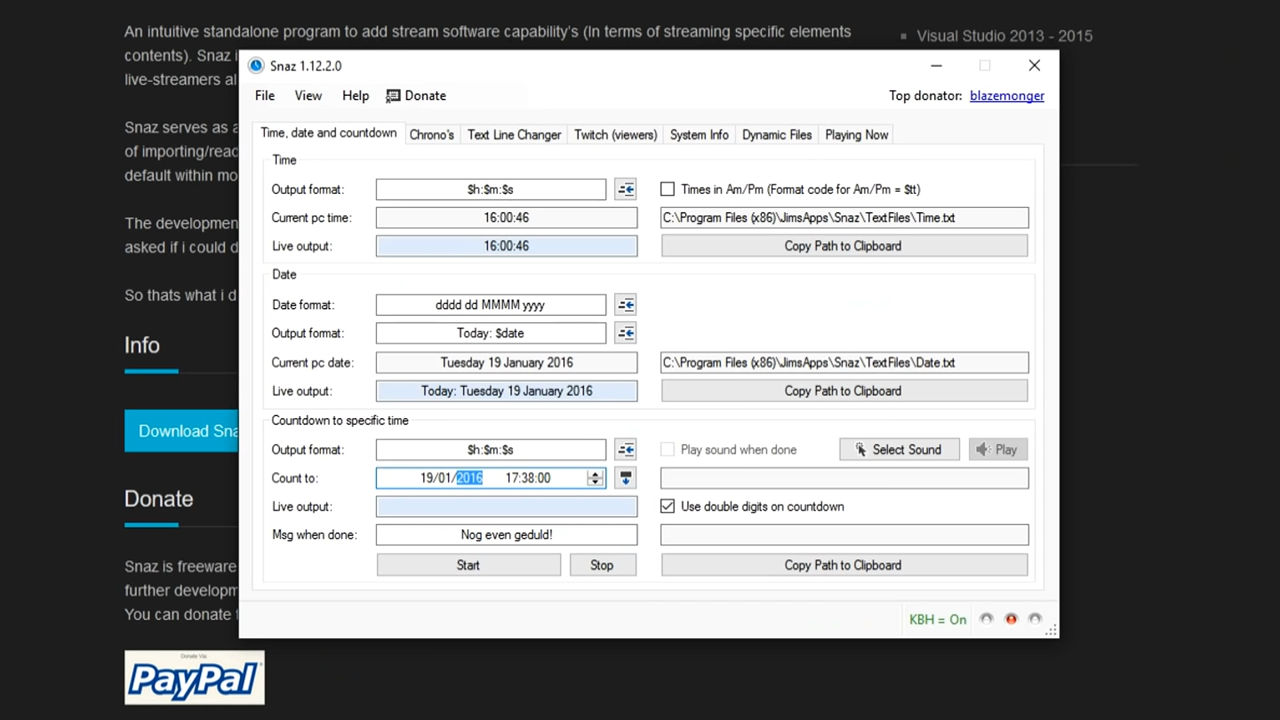 An intuitive standalone program to add stream software capability's (In terms of streaming specific elements
contents). Snaz i
live-streamers al
Snaz serves as a
of importing/read
default within mo
The developmen
asked if i could d
So thats what i d
Info
Download Sna
Donate
Snaz is freeware
further developm
You can donate t
Donate Via
PayPal
Visual Studio 2013 - 2015
Snaz 1.12.2.0
File View Help Donate
Top donator: blazemonger
Time, date and countdown Chrono's Text Line Changer Twitch (viewers) System Info Dynamic Files Playing Now
Time
Output format: $h:$m:$s Times in Am/Pm (Format code for Am/Pm = $tt)
Current pc time: 16:00:46 C:\Program Files (x86)\JimsApps\Snaz\TextFiles\Time.txt
Live output: 16:00:46 Copy Path to Clipboard
Date
Date format: dddd dd MMMM yyyy
Output format: Today: $date
Current pc date: Tuesday 19 January 2016 C:\Program Files (x86)\JimsApps\Snaz\TextFiles\Date.txt
Live output: Today: Tuesday 19 January 2016 Copy Path to Clipboard
Countdown to specific time
Output format: $h:$m:$s Play sound when done Select Sound Play
Count to: 19/01/2016 17:38:00
Live output: Use double digits on countdown
Msg when done: Nog even geduld!
Start Stop Copy Path to Clipboard
KBH = On